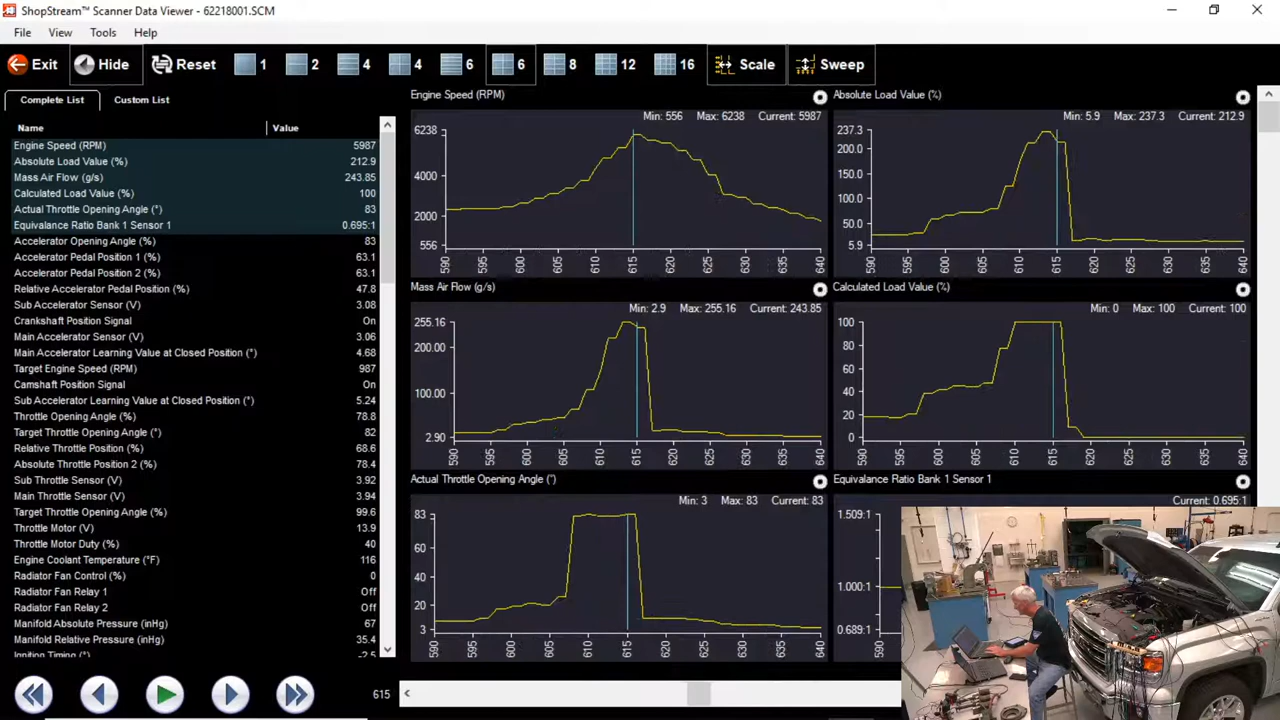 ShopStream™ Scanner Data Viewer - 62218001.SCM
File View Tools Help
Exit Hide Reset 1 2 4 4 6 6 8 12 16 Scale Sweep
Complete List Custom List
Name Value
Engine Speed (RPM) 5987
Absolute Load Value (%) 212.9
Mass Air Flow (g/s) 243.85
Calculated Load Value (%) 100
Actual Throttle Opening Angle (°) 83
Equivalance Ratio Bank 1 Sensor 1 0.695:1
Accelerator Opening Angle (%) 83
Accelerator Pedal Position 1 (%) 63.1
Accelerator Pedal Position 2 (%) 63.1
Relative Accelerator Pedal Position (%) 47.8
Sub Accelerator Sensor (V) 3.08
Crankshaft Position Signal On
Main Accelerator Sensor (V) 3.06
Main Accelerator Learning Value at Closed Position (°) 4.68
Target Engine Speed (RPM) 987
Camshaft Position Signal On
Sub Accelerator Learning Value at Closed Position (°) 5.24
Throttle Opening Angle (%) 78.8
Target Throttle Opening Angle (°) 82
Relative Throttle Position (%) 68.6
Absolute Throttle Position 2 (%) 78.4
Sub Throttle Sensor (V) 3.92
Main Throttle Sensor (V) 3.94
Target Throttle Opening Angle (%) 99.6
Throttle Motor (V) 13.9
Throttle Motor Duty (%) 40
Engine Coolant Temperature (°F) 116
Radiator Fan Control (%) 0
Radiator Fan Relay 1 Off
Radiator Fan Relay 2 Off
Manifold Absolute Pressure (inHg) 67
Manifold Relative Pressure (inHg) 35.4
Ignition Timing (°) -2.5
Engine Speed (RPM)
Min: 556 Max: 6238 Current: 5987
6238
4000
2000
556
590 595 600 605 610 615 620 625 630 635 640
Absolute Load Value (%)
Min: 5.9 Max: 237.3 Current: 212.9
237.3
200.0
150.0
100.0
50.0
5.9
590 595 600 605 610 615 620 625 630 635 640
Mass Air Flow (g/s)
Min: 2.9 Max: 255.16 Current: 243.85
255.16
200.00
100.00
2.90
590 595 600 605 610 615 620 625 630 635 640
Calculated Load Value (%)
Min: 0 Max: 100 Current: 100
100
80
60
40
20
0
590 595 600 605 610 615 620 625 630 635 640
Actual Throttle Opening Angle (°)
Min: 3 Max: 83 Current: 83
83
60
40
20
3
590 595 600 605 610 615 620 625 630 635 640
Equivalance Ratio Bank 1 Sensor 1
Current: 0.695:1
1.509:1
1.000:1
0.689:1
590
615